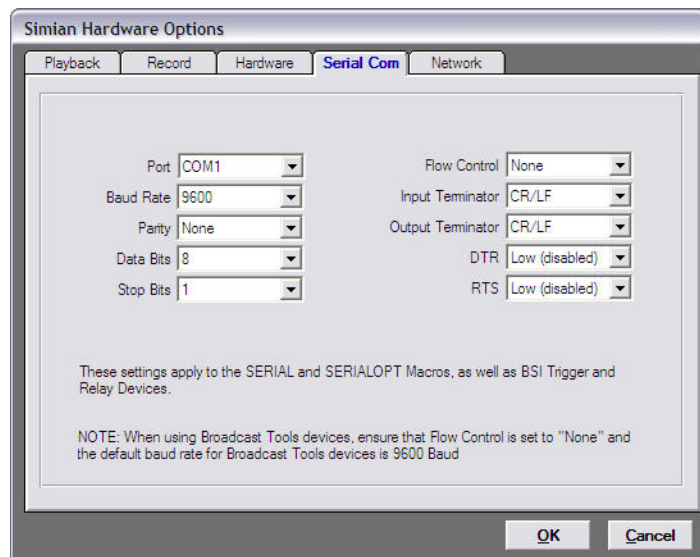 Simian Hardware Options
Playback Record Hardware Serial Com Network
Port COM1
Baud Rate 9600
Parity None
Data Bits 8
Stop Bits 1
Flow Control None
Input Terminator CR/LF
Output Terminator CR/LF
DTR Low (disabled)
RTS Low (disabled)
These settings apply to the SERIAL and SERIALOPT Macros, as well as BSI Trigger and
Relay Devices.
NOTE: When using Broadcast Tools devices, ensure that Flow Control is set to "None" and
the default baud rate for Broadcast Tools devices is 9600 Baud
OK Cancel